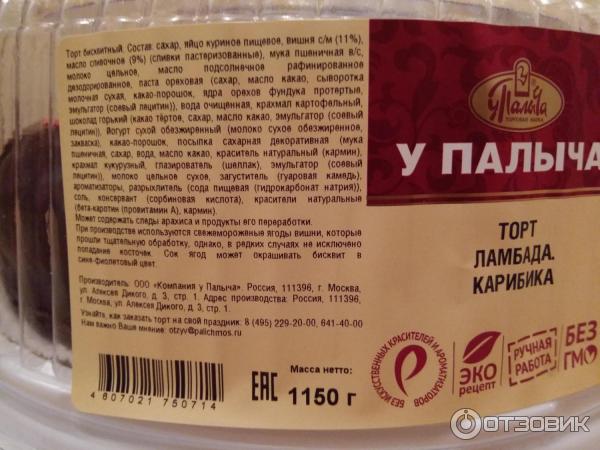 Торт бисквитный. Состав: сахар, яйцо куриное пищевое, вишня с/м (11%),
масло сливочное (9%) (сливки пастеризованные), мука пшеничная в/с,
молоко цельное, масло подсолнечное рафинированное
дезодорированное, паста ореховая (сахар, масло какао, сыворотка
молочная сухая, какао-порошок, ядра орехов фундука протертые,
эмульгатор (соевый лецитин)), вода очищенная, крахмал картофельный,
шоколад горький (какао тёртое, сахар, масло какао, эмульгатор (соевый
лецитин)), йогурт сухой обезжиренный (молоко сухое обезжиренное,
закваска), какао-порошок, посыпка сахарная декоративная (мука
пшеничная, сахар, вода, масло какао, краситель натуральный (кармин),
крахмал кукурузный, глазирователь (шеллак), эмульгатор (соевый
лецитин)), молоко цельное сухое, загуститель (гуаровая камедь),
ароматизаторы, разрыхлитель (сода пищевая (гидрокарбонат натрия)),
соль, консервант (сорбиновая кислота), красители натуральные
(бета-каротин (провитамин А), кармин).
Может содержать следы арахиса и продукты его переработки.
При производстве используются свежемороженые ягоды вишни, которые
прошли тщательную обработку, однако, в редких случаях не исключено
попадание косточек. Сок ягод может окрашивать бисквит в
сине-фиолетовый цвет.
Производитель: ООО «Компания у Палыча». Россия, 111396, г. Москва,
ул. Алексея Дикого, д. 3, стр. 1. Адрес производства: Россия, 111396,
г. Москва, ул. Алексея Дикого, д. 3, стр. 1.
Узнайте, как заказать торт на свой праздник: 8 (495) 229-20-00, 641-40-00
Нам важно Ваше мнение: otzyv@palichmos.ru
4 607021 750714
EAC
Масса нетто:
1150 г
у Палыча
ТОРГОВАЯ МАРКА
У ПАЛЫЧА
ТОРТ
ЛАМБАДА.
КАРИБИКА
БЕЗ ИСКУССТВЕННЫХ КРАСИТЕЛЕЙ И АРОМАТИЗАТОРОВ
ЭКО
рецепт
РУЧНАЯ
РАБОТА
БЕЗ
ГМО
ОТЗОВИК